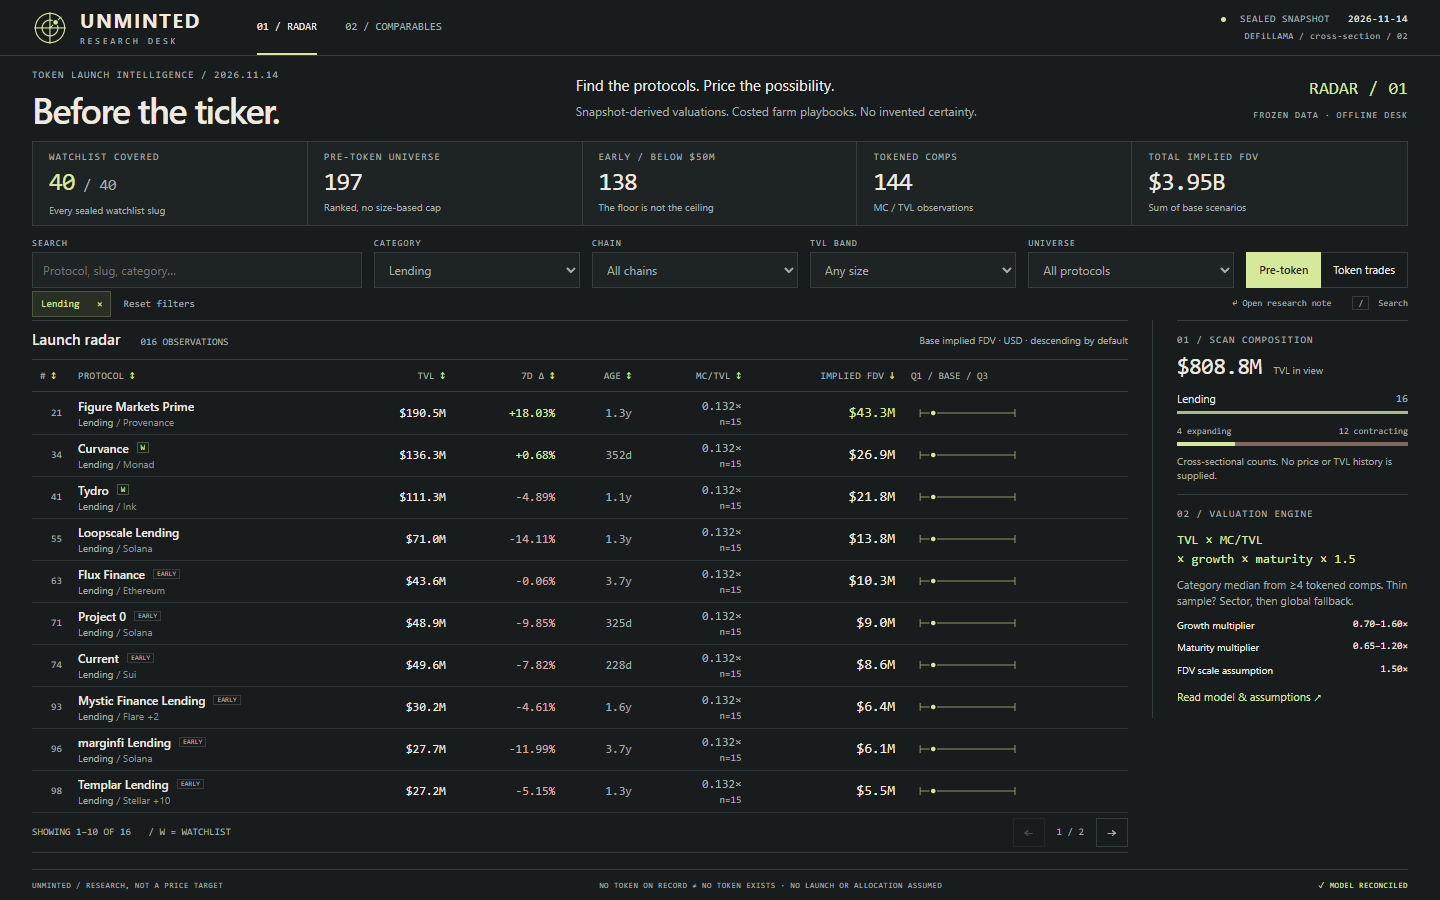 UNMINTED
RESEARCH DESK
01 / RADAR
02 / COMPARABLES
SEALED SNAPSHOT 2026-11-14
DEFiLLAMA / cross-section / 02
TOKEN LAUNCH INTELLIGENCE / 2026.11.14
Before the ticker.
Find the protocols. Price the possibility.
Snapshot-derived valuations. Costed farm playbooks. No invented certainty.
RADAR / 01
FROZEN DATA · OFFLINE DESK
WATCHLIST COVERED
40 / 40
Every sealed watchlist slug
PRE-TOKEN UNIVERSE
197
Ranked, no size-based cap
EARLY / BELOW $50M
138
The floor is not the ceiling
TOKENED COMPS
144
MC / TVL observations
TOTAL IMPLIED FDV
$3.95B
Sum of base scenarios
SEARCH
Protocol, slug, category...
CATEGORY
Lending
CHAIN
All chains
TVL BAND
Any size
UNIVERSE
All protocols
Pre-token
Token trades
Lending ×
Reset filters
↵ Open research note
/ Search
Launch radar
016 OBSERVATIONS
Base implied FDV · USD · descending by default
# ↕ PROTOCOL ↕ TVL ↕ 7D Δ ↕ AGE ↕ MC/TVL ↕ IMPLIED FDV ↓ Q1 / BASE / Q3
21 Figure Markets Prime $190.5M +18.03% 1.3y 0.132× $43.3M
Lending / Provenance n=15
34 Curvance W $136.3M +0.68% 352d 0.132× $26.9M
Lending / Monad n=15
41 Tydro W $111.3M -4.89% 1.1y 0.132× $21.8M
Lending / Ink n=15
55 Loopscale Lending $71.0M -14.11% 1.3y 0.132× $13.8M
Lending / Solana n=15
63 Flux Finance EARLY $43.6M -0.06% 3.7y 0.132× $10.3M
Lending / Ethereum n=15
71 Project 0 EARLY $48.9M -9.85% 325d 0.132× $9.0M
Lending / Solana n=15
74 Current EARLY $49.6M -7.82% 228d 0.132× $8.6M
Lending / Sui n=15
93 Mystic Finance Lending EARLY $30.2M -4.61% 1.6y 0.132× $6.4M
Lending / Flare +2 n=15
96 marginfi Lending EARLY $27.7M -11.99% 3.7y 0.132× $6.1M
Lending / Solana n=15
98 Templar Lending EARLY $27.2M -5.15% 1.3y 0.132× $5.5M
Lending / Stellar +10 n=15
SHOWING 1–10 OF 16 / W = WATCHLIST
← 1 / 2 →
01 / SCAN COMPOSITION
$808.8M TVL in view
Lending 16
4 expanding 12 contracting
Cross-sectional counts. No price or TVL history is
supplied.
02 / VALUATION ENGINE
TVL × MC/TVL
× growth × maturity × 1.5
Category median from ≥4 tokened comps. Thin
sample? Sector, then global fallback.
Growth multiplier 0.70–1.60×
Maturity multiplier 0.65–1.20×
FDV scale assumption 1.50×
Read model & assumptions ↗
UNMINTED / RESEARCH, NOT A PRICE TARGET
NO TOKEN ON RECORD ≠ NO TOKEN EXISTS · NO LAUNCH OR ALLOCATION ASSUMED
✓ MODEL RECONCILED